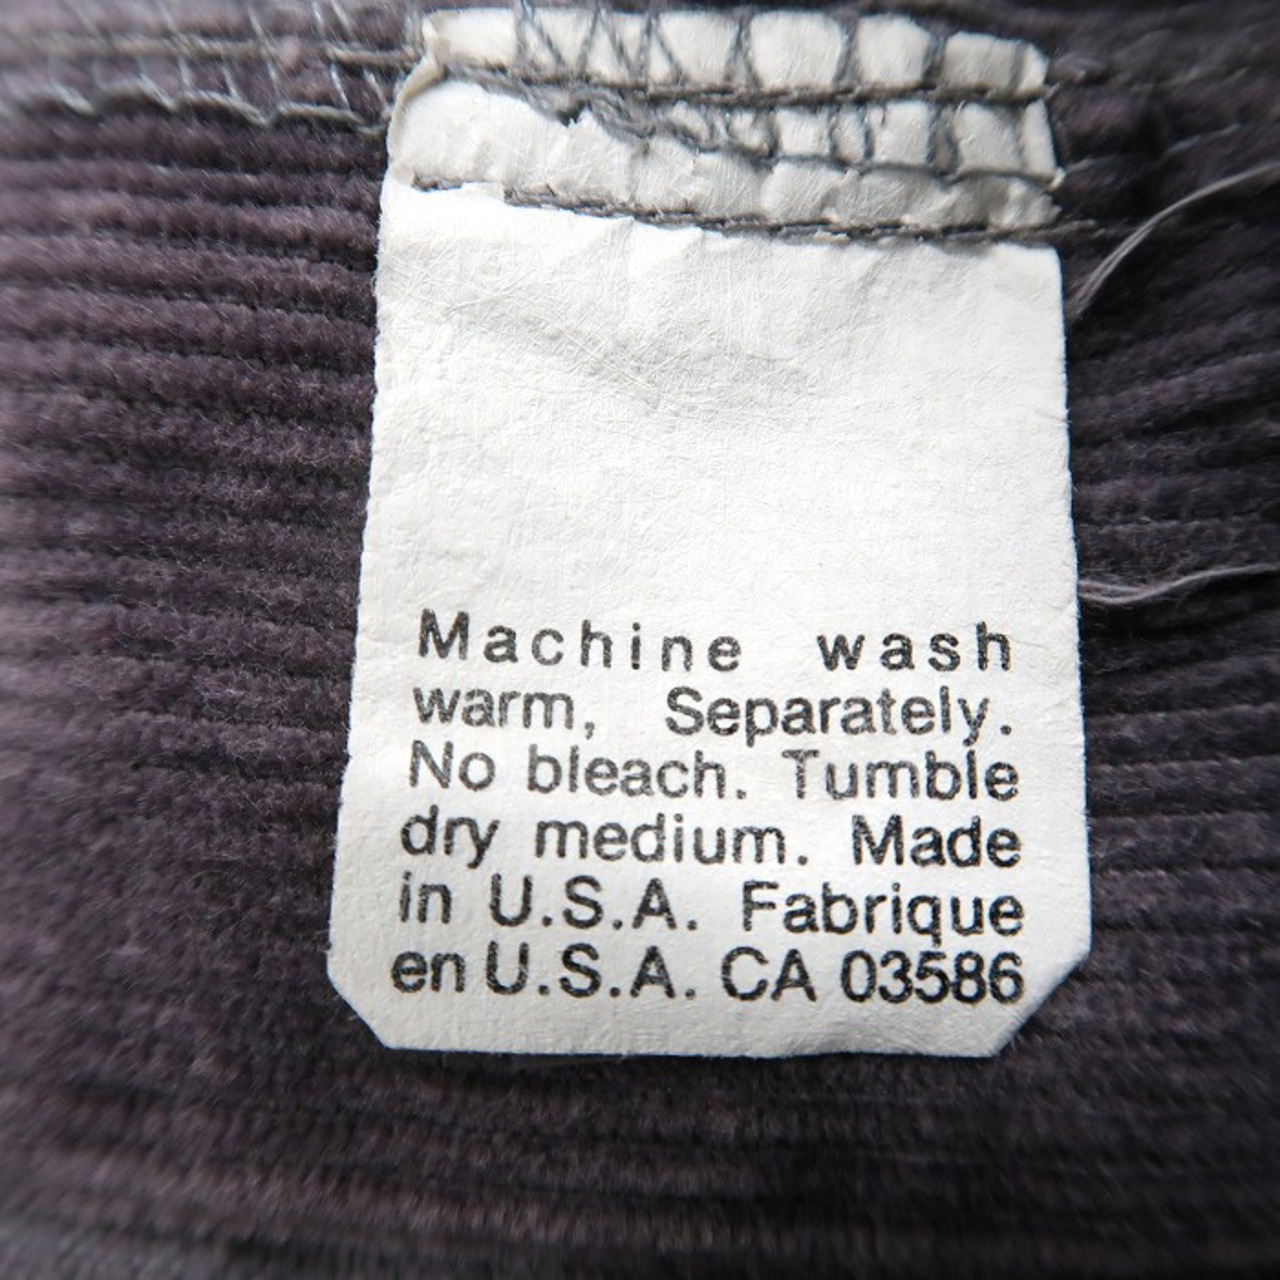 Machine wash
warm, Separately.
No bleach. Tumble
dry medium. Made
in U.S.A. Fabrique
en U.S.A. CA 03586